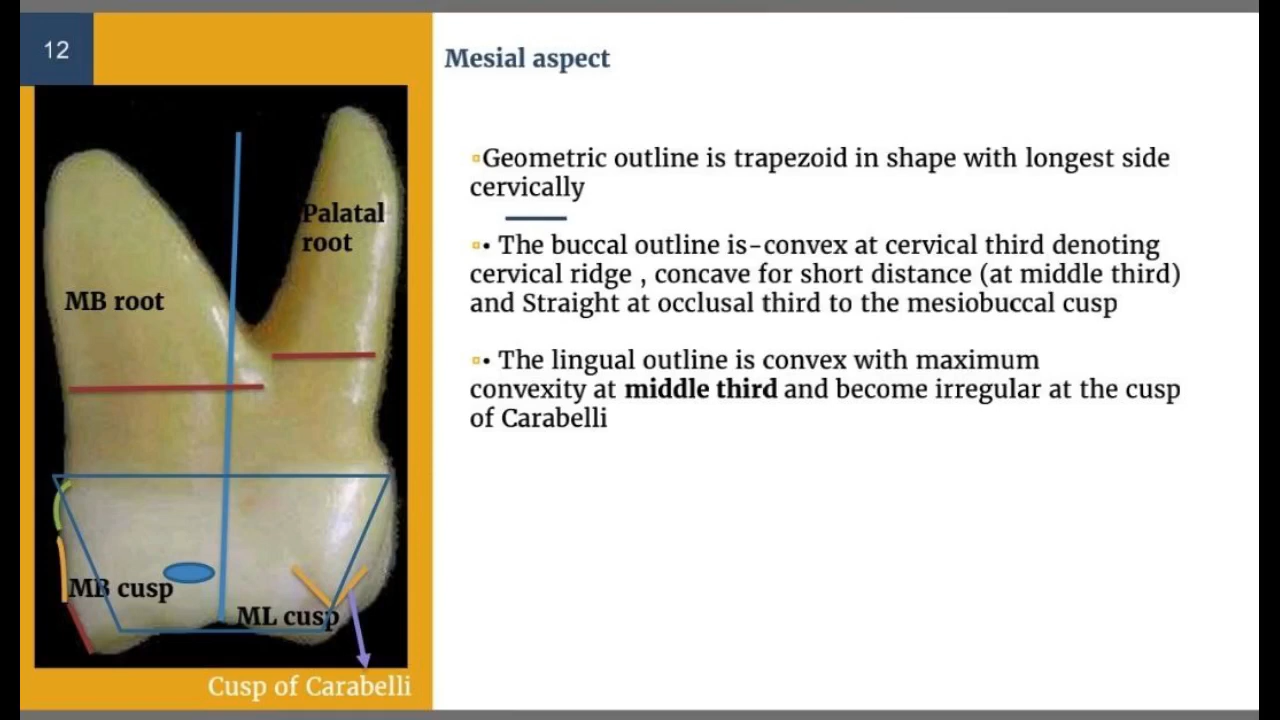 12
Mesial aspect
Palatal
root
MB root
MB cusp
ML cusp
Cusp of Carabelli
▫Geometric outline is trapezoid in shape with longest side
cervically
▫• The buccal outline is-convex at cervical third denoting
cervical ridge , concave for short distance (at middle third)
and Straight at occlusal third to the mesiobuccal cusp
▫• The lingual outline is convex with maximum
convexity at middle third and become irregular at the cusp
of Carabelli